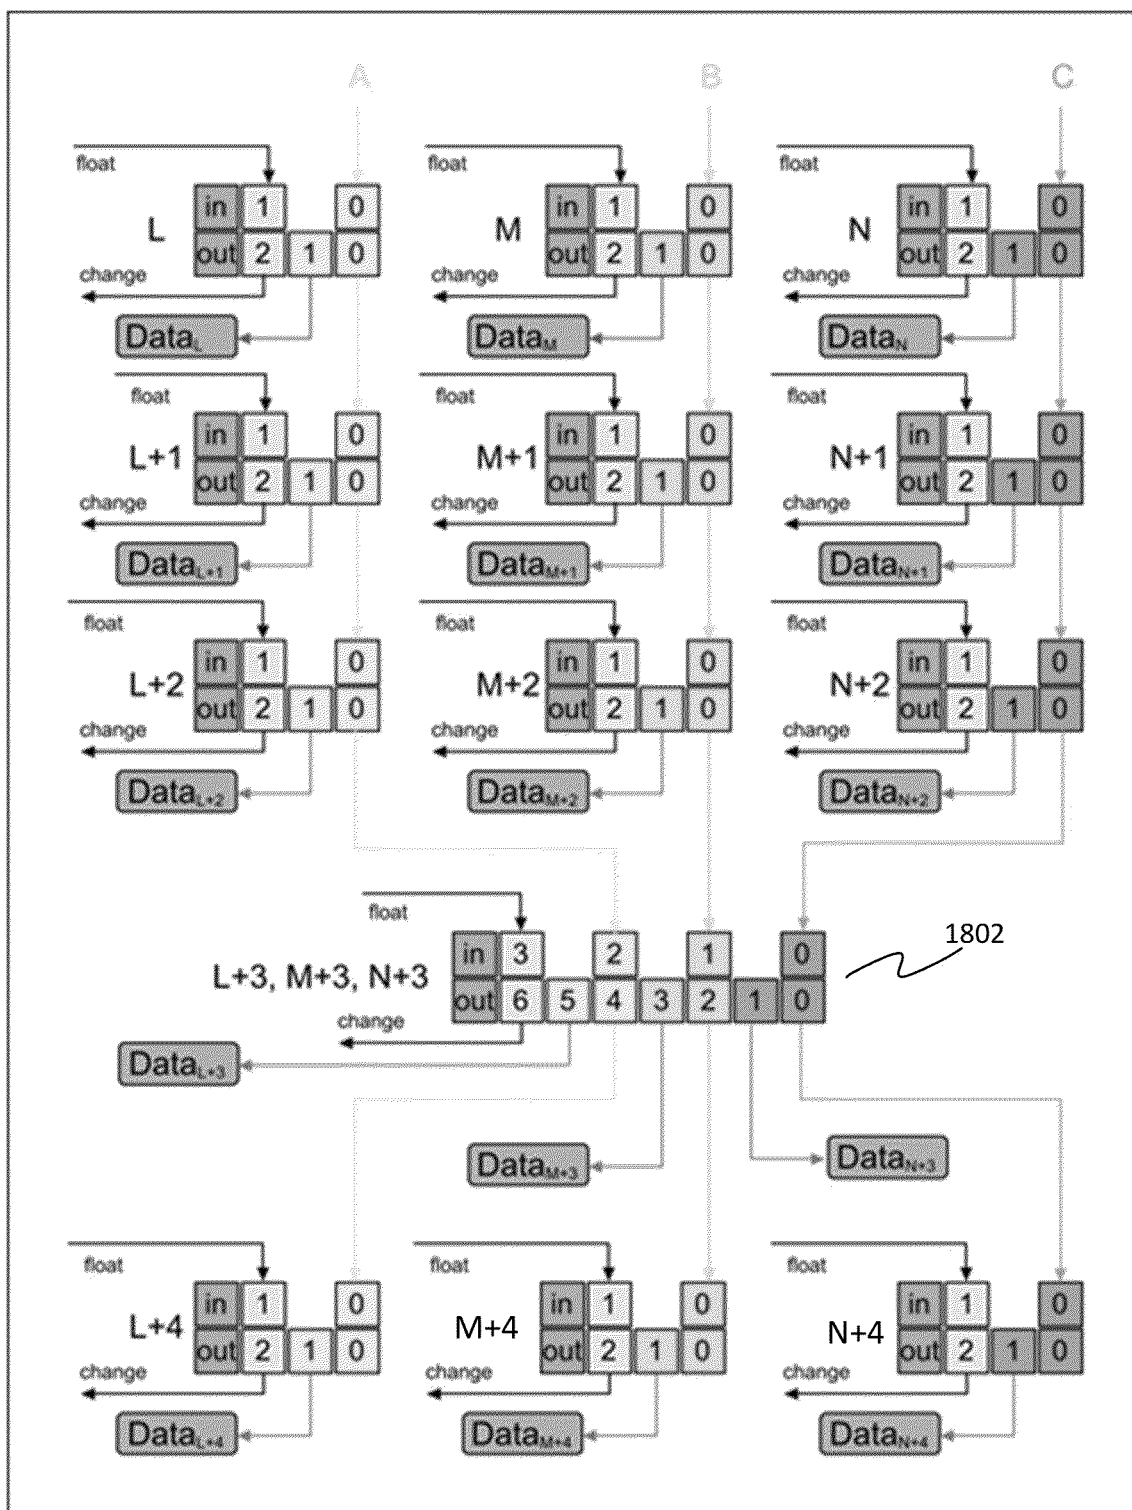 A B C
float float float
in 1 0 in 1 0 in 1 0
L M N
out 2 1 0 out 2 1 0 out 2 1 0
change change change
DataL DataM DataN
float float float
in 1 0 in 1 0 in 1 0
L+1 M+1 N+1
out 2 1 0 out 2 1 0 out 2 1 0
change change change
DataL+1 DataM+1 DataN+1
float float float
in 1 0 in 1 0 in 1 0
L+2 M+2 N+2
out 2 1 0 out 2 1 0 out 2 1 0
change change change
DataL+2 DataM+2 DataN+2
float
1802
in 3 2 1 0
L+3, M+3, N+3
out 6 5 4 3 2 1 0
change
DataL+3
DataM+3 DataN+3
float float float
in 1 0 in 1 0 in 1 0
L+4 M+4 N+4
out 2 1 0 out 2 1 0 out 2 1 0
change change change
DataL+4 DataM+4 DataN+4